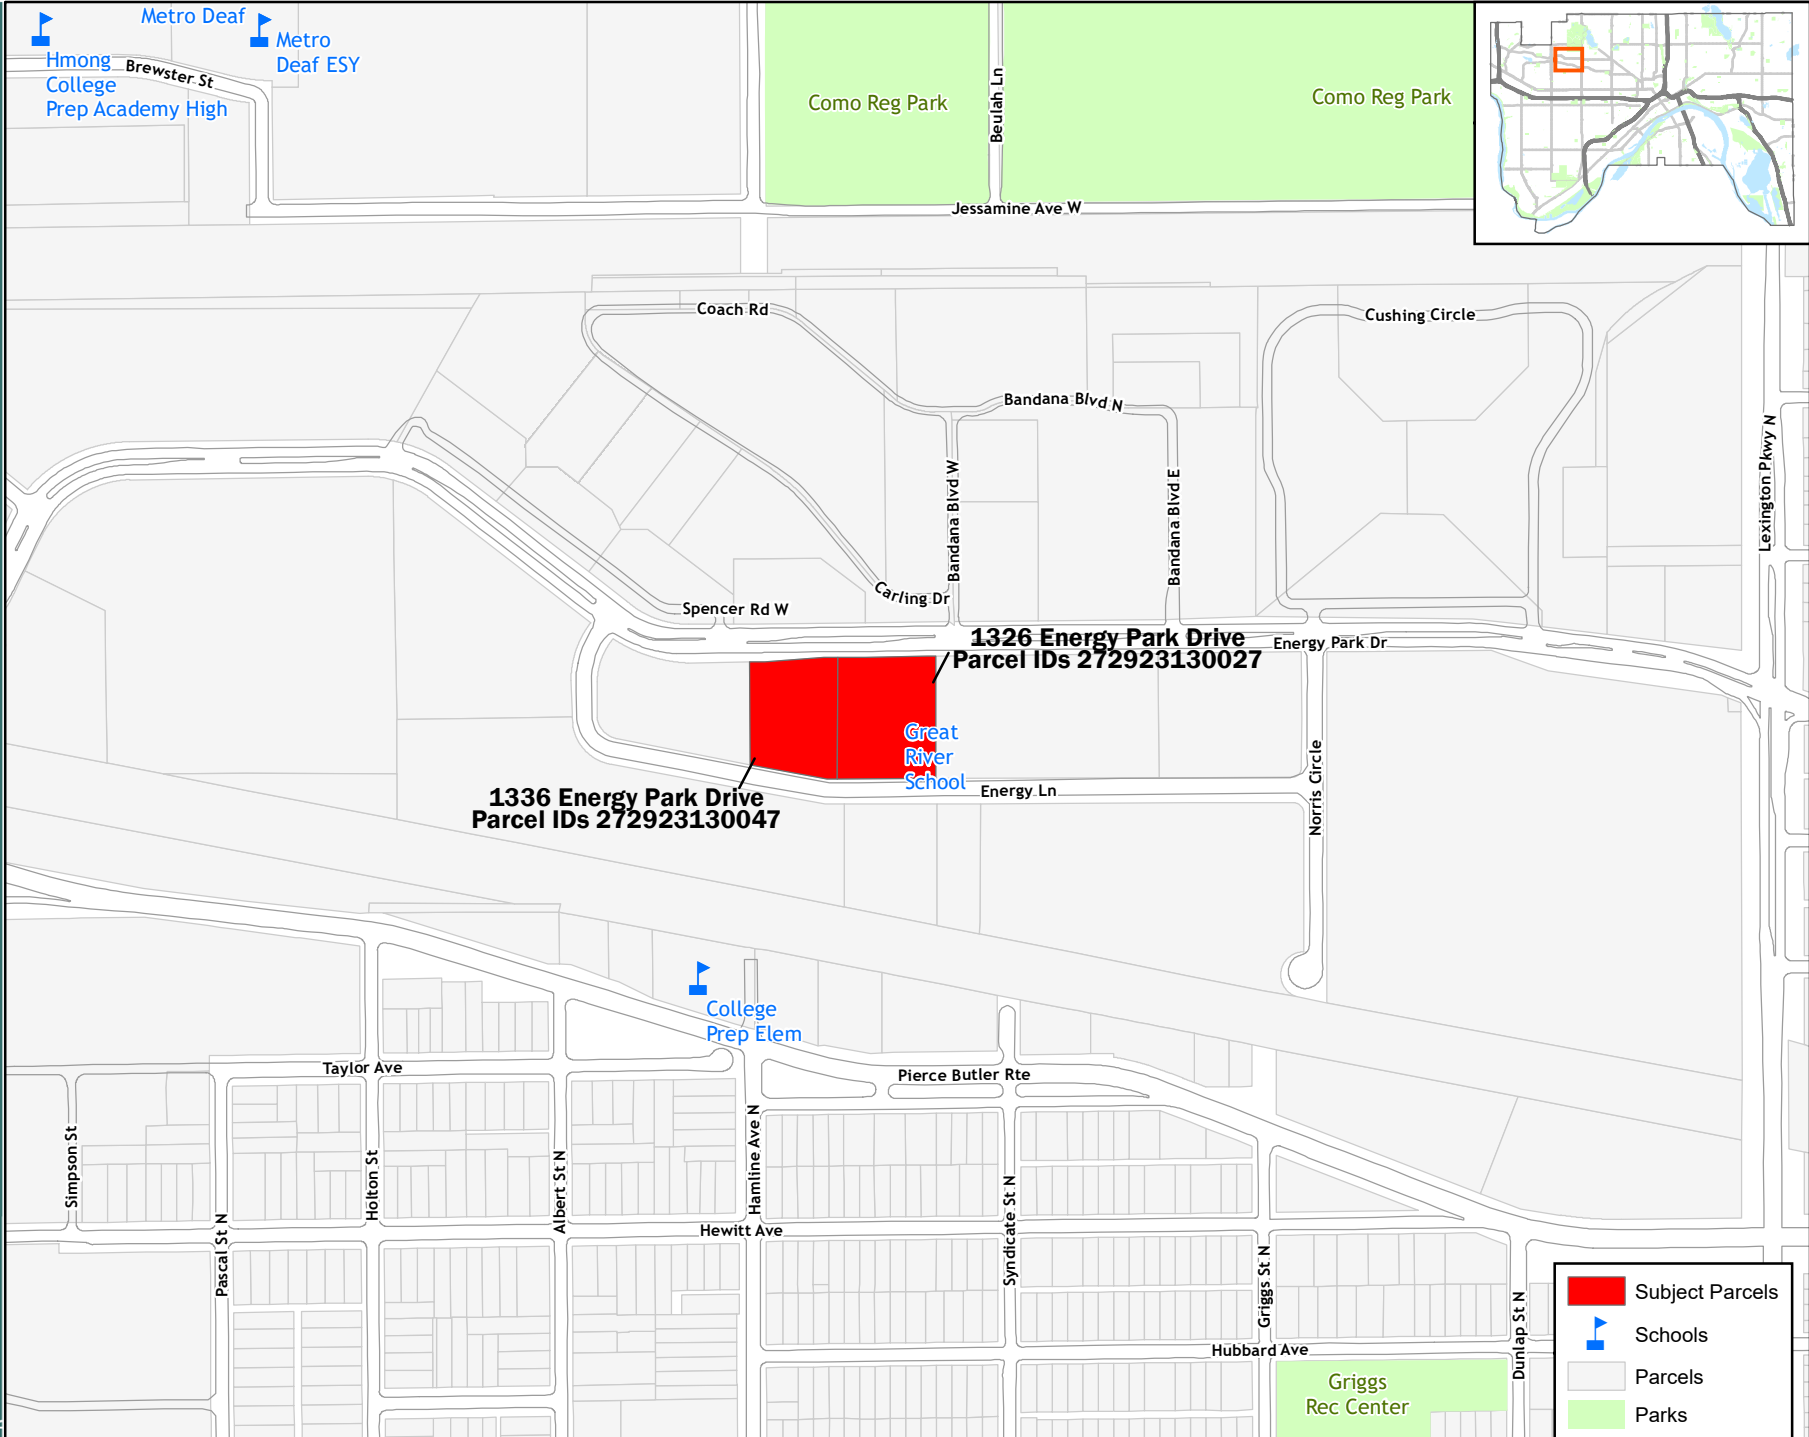 Metro Deaf
Metro
Deaf ESY
Hmong
College
Prep Academy High
Brewster St
Como Reg Park
Beulah Ln
Como Reg Park
Jessamine Ave W
Coach Rd
Cushing Circle
Bandana Blvd N
Bandana Blvd W
Bandana Blvd E
Lexington Pkwy N
Carling Dr
Spencer Rd W
1326 Energy Park Drive
Parcel IDs 272923130027
Energy Park Dr
Great
River
School
Energy Ln
Norris Circle
1336 Energy Park Drive
Parcel IDs 272923130047
College
Prep Elem
Taylor Ave
Pierce Butler Rte
Simpson St
Pascal St N
Holton St
Albert St N
Hamline Ave N
Syndicate St N
Hewitt Ave
Griggs St N
Dunlap St N
Hubbard Ave
Griggs
Rec Center
Subject Parcels
Schools
Parcels
Parks